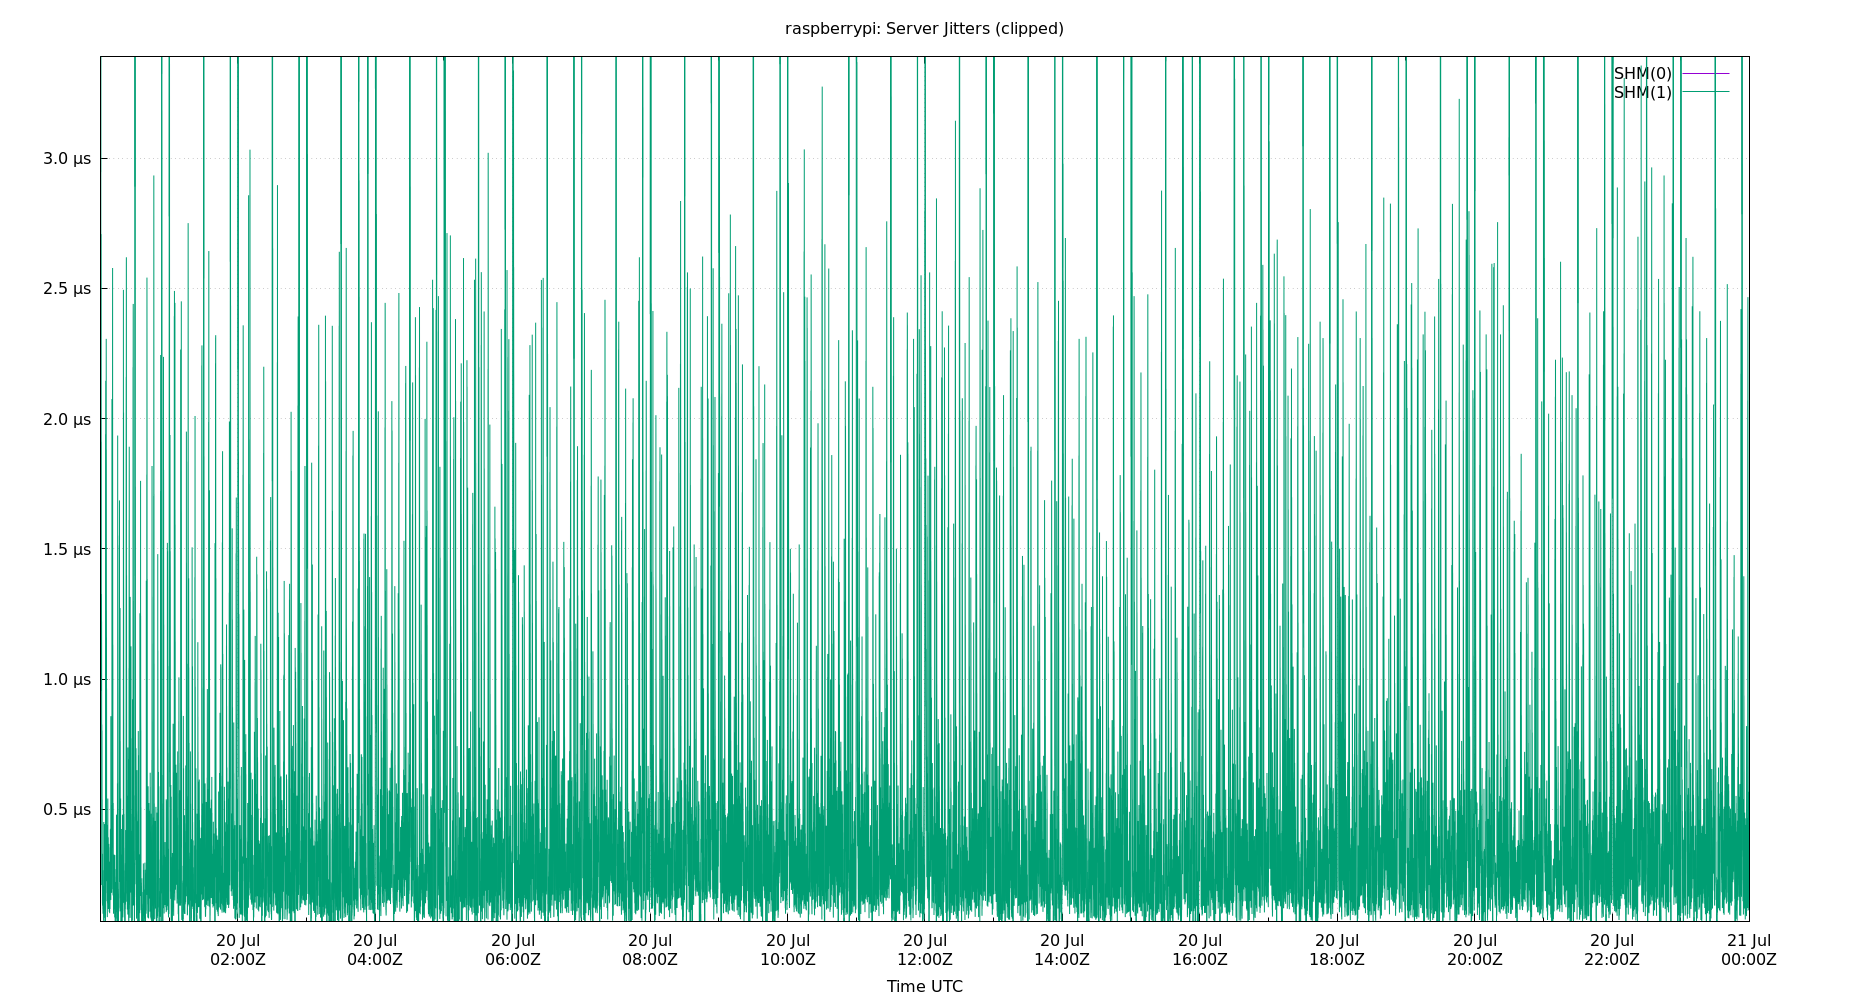 raspberrypi: Server Jitters (clipped)
SHM(0)
SHM(1)
3.0 µs
2.5 µs
2.0 µs
1.5 µs
1.0 µs
0.5 µs
20 Jul 20 Jul 20 Jul 20 Jul 20 Jul 20 Jul 20 Jul 20 Jul 20 Jul 20 Jul 20 Jul 21 Jul
02:00Z 04:00Z 06:00Z 08:00Z 10:00Z 12:00Z 14:00Z 16:00Z 18:00Z 20:00Z 22:00Z 00:00Z
Time UTC